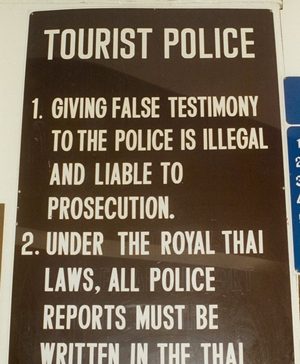 TOURIST POLICE
1. GIVING FALSE TESTIMONY
TO THE POLICE IS ILLEGAL
AND LIABLE TO
PROSECUTION.
2. UNDER THE ROYAL THAI
LAWS, ALL POLICE
REPORTS MUST BE
WRITTEN IN THE THAI